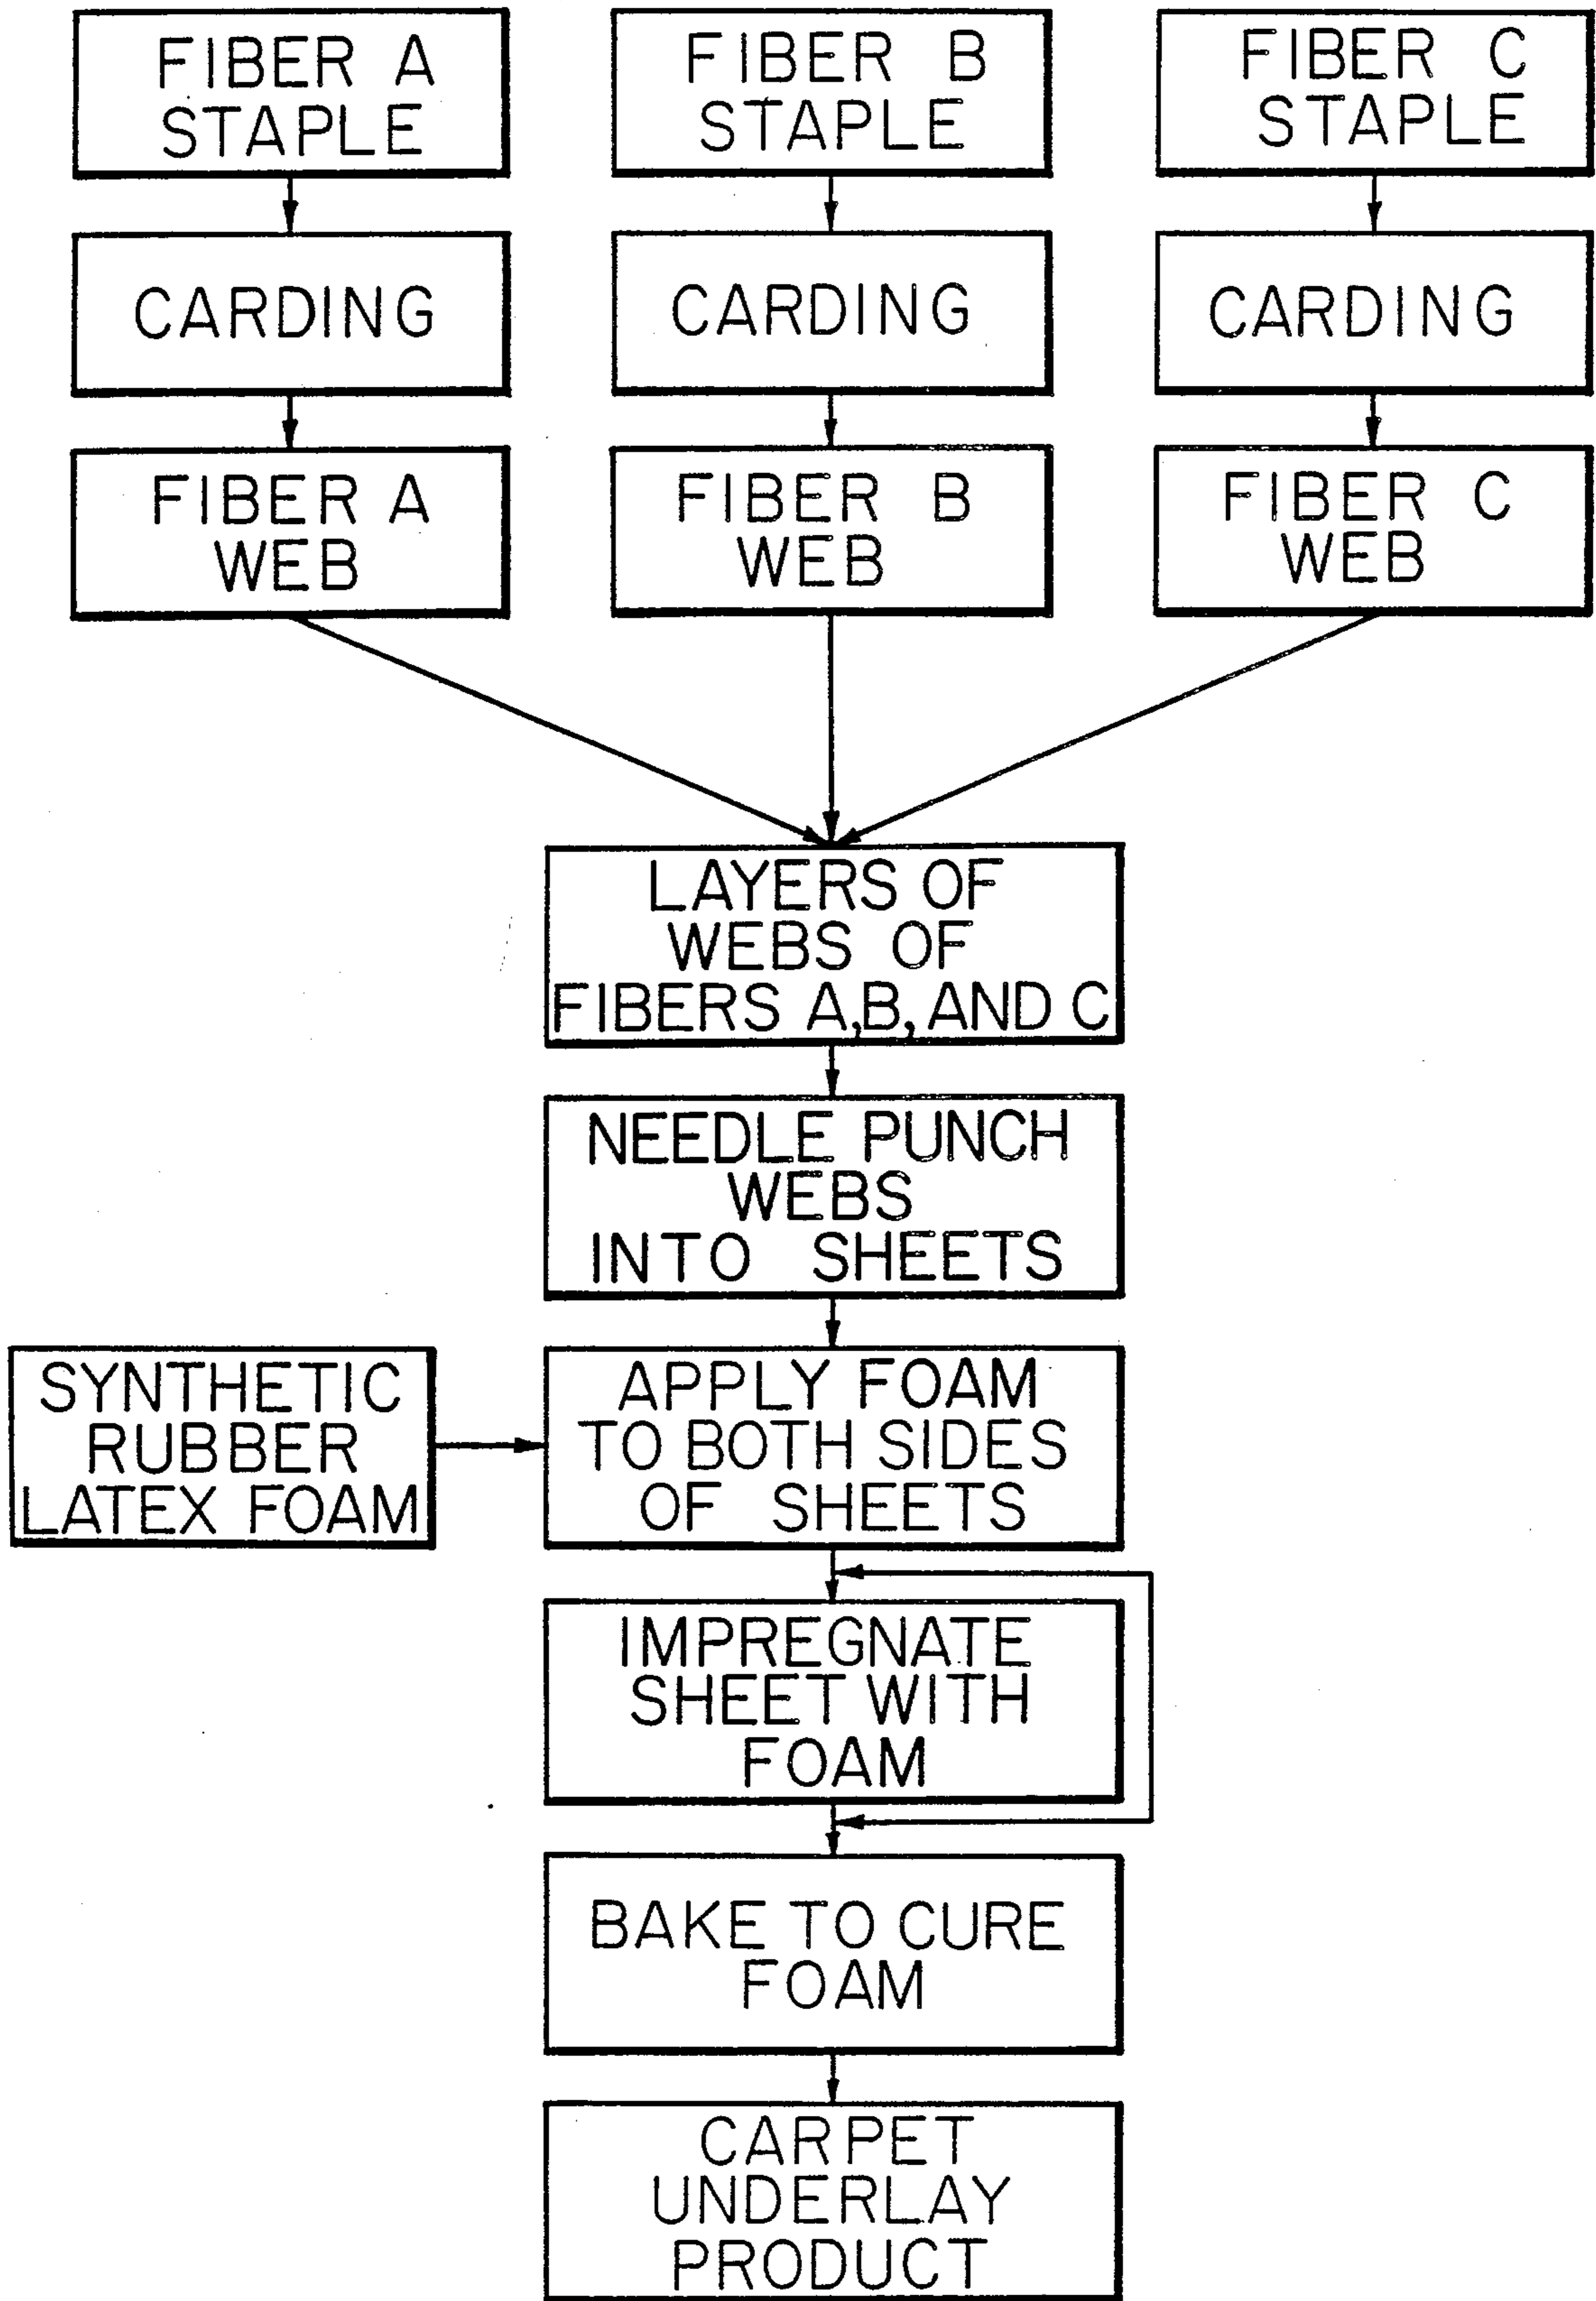 FIBER A
STAPLE
FIBER B
STAPLE
FIBER C
STAPLE
CARDING
CARDING
CARDING
FIBER A
WEB
FIBER B
WEB
FIBER C
WEB
LAYERS OF
WEBS OF
FIBERS A,B, AND C
NEEDLE PUNCH
WEBS
INTO SHEETS
SYNTHETIC
RUBBER
LATEX FOAM
APPLY FOAM
TO BOTH SIDES
OF SHEETS
IMPREGNATE
SHEET WITH
FOAM
BAKE TO CURE
FOAM
CARPET
UNDERLAY
PRODUCT